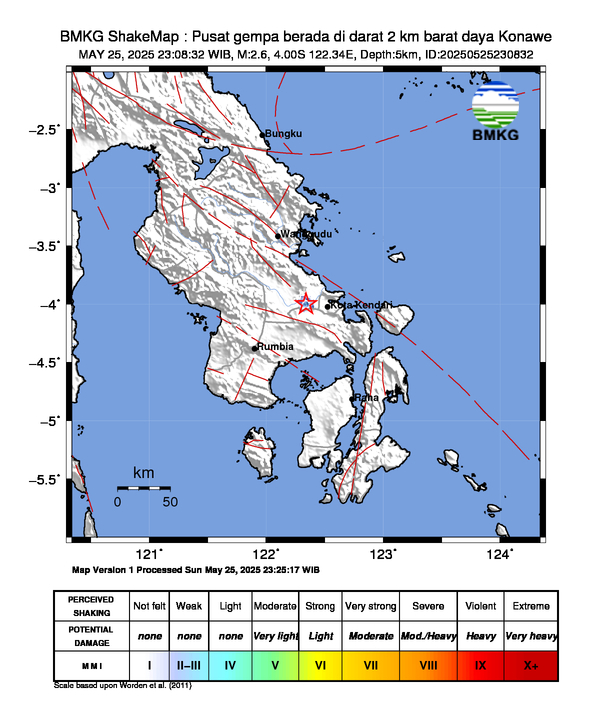 BMKG ShakeMap : Pusat gempa berada di darat 2 km barat daya Konawe
MAY 25, 2025 23:08:32 WIB, M:2.6, 4.00S 122.34E, Depth:5km, ID:20250525230832
BMKG
Bungku
Kota Kendari
Rumbia
Raha
−2.5°
−3°
−3.5°
−4°
−4.5°
−5°
−5.5°
km
0 50
121° 122° 123° 124°
Map Version 1 Processed Sun May 25, 2025 23:25:17 WIB
PERCEIVED SHAKING Not felt Weak Light Moderate Strong Very strong Severe Violent Extreme
POTENTIAL DAMAGE none none none Very light Light Moderate Mod./Heavy Heavy Very heavy
MMI I II–III IV V VI VII VIII IX X+
Scale based upon Worden et al. (2011)